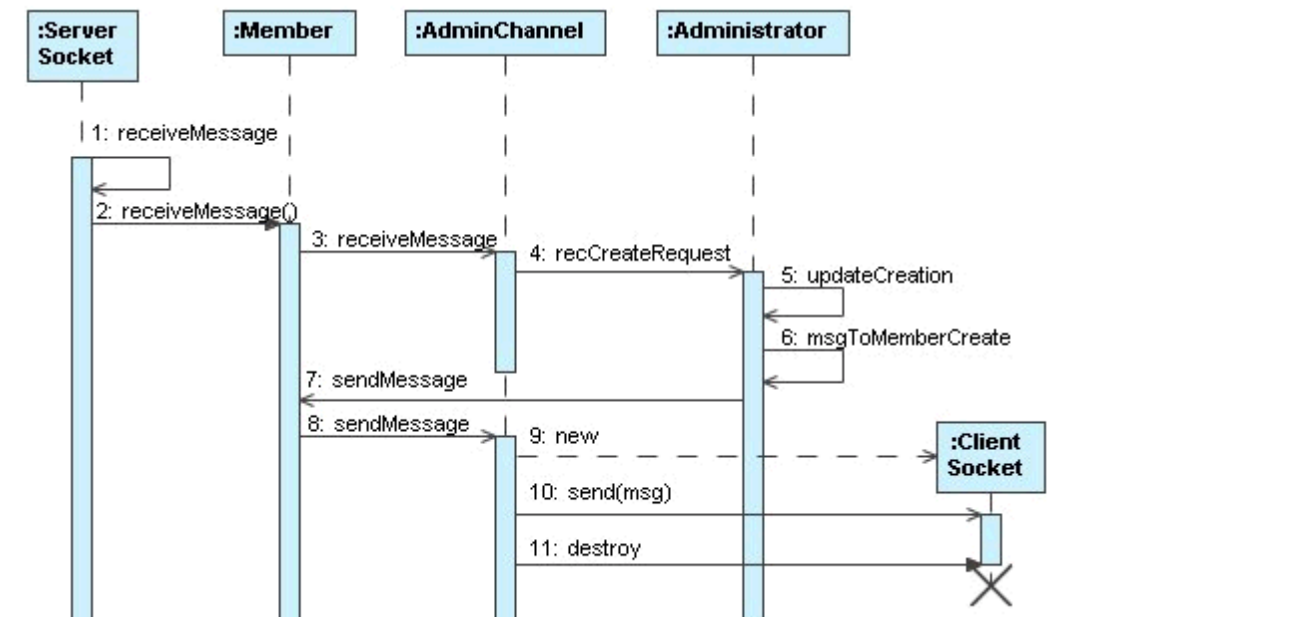 :Server
Socket
:Member
:AdminChannel
:Administrator
1: receiveMessage
2: receiveMessage()
3: receiveMessage
4: recCreateRequest
5: updateCreation
6: msgToMemberCreate
7: sendMessage
8: sendMessage
9: new
:Client
Socket
10: send(msg)
11: destroy